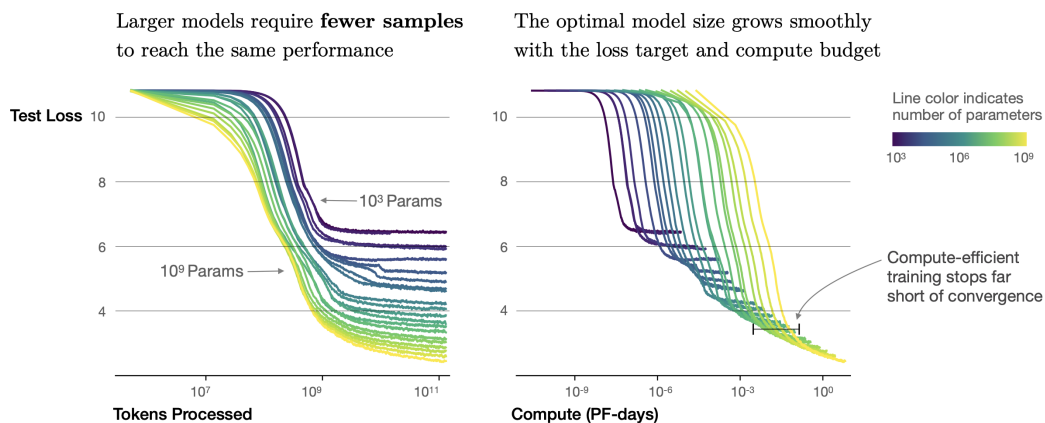 Larger models require fewer samples
to reach the same performance
The optimal model size grows smoothly
with the loss target and compute budget
Test Loss
10
8
6
4
10⁷
10⁹
10¹¹
Tokens Processed
10³ Params
10⁹ Params
10
8
6
4
10⁻⁹
10⁻⁶
10⁻³
10⁰
Compute (PF-days)
Line color indicates
number of parameters
10³
10⁶
10⁹
Compute-efficient
training stops far
short of convergence